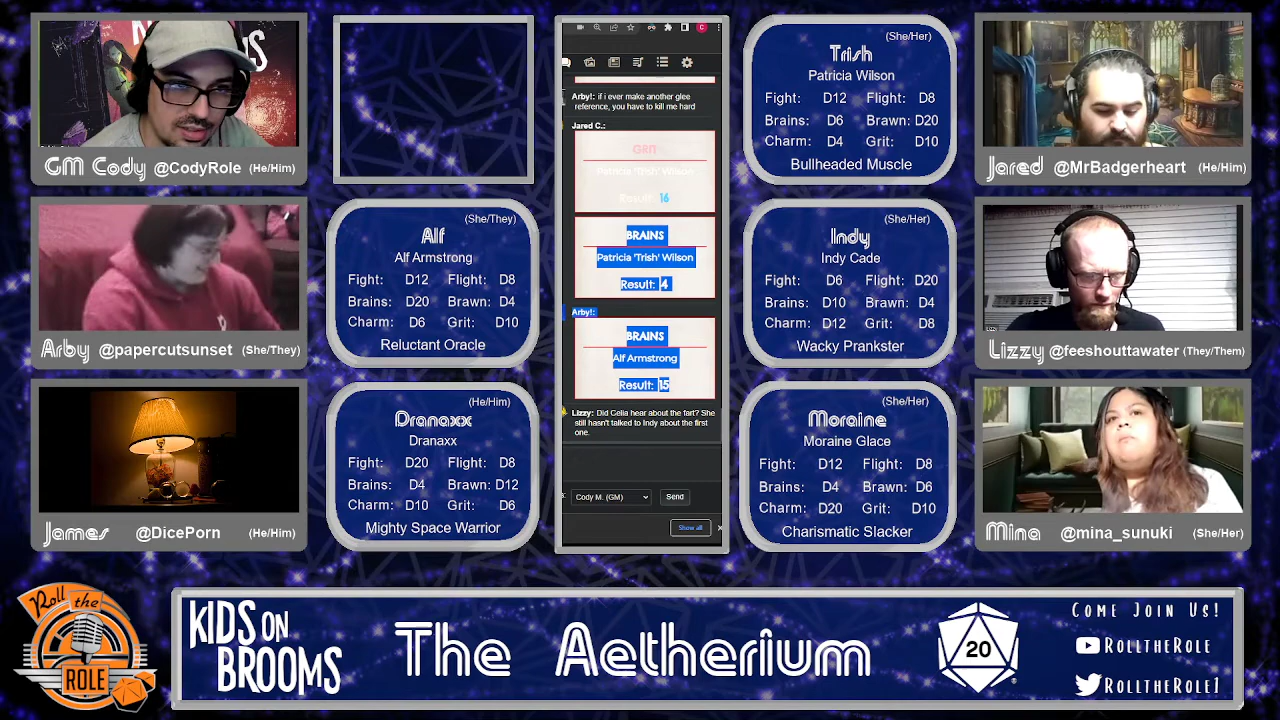 GM Cody @CodyRole (He/Him)
Arby @papercutsunset (She/They)
James @DicePorn (He/Him)
(She/They)
Alf
Alf Armstrong
Fight: D12 Flight: D8
Brains: D20 Brawn: D4
Charm: D6 Grit: D10
Reluctant Oracle
(He/Him)
Dranaxx
Dranaxx
Fight: D20 Flight: D8
Brains: D4 Brawn: D12
Charm: D10 Grit: D6
Mighty Space Warrior
Arby!: if i ever make another glee
reference, you have to kill me hard
Jared C.:
GRIT
Patricia 'Trish' Wilson
Result: 16
BRAINS
Patricia 'Trish' Wilson
Result: 4
Arby!:
BRAINS
Alf Armstrong
Result: 15
Lizzy: Did Celia hear about the fart? She
still hasn't talked to Indy about the first
one.
Cody M. (GM) Send
Show all
(She/Her)
Trish
Patricia Wilson
Fight: D12 Flight: D8
Brains: D6 Brawn: D20
Charm: D4 Grit: D10
Bullheaded Muscle
(She/Her)
Indy
Indy Cade
Fight: D6 Flight: D20
Brains: D10 Brawn: D4
Charm: D12 Grit: D8
Wacky Prankster
(She/Her)
Moraine
Moraine Glace
Fight: D12 Flight: D8
Brains: D4 Brawn: D6
Charm: D20 Grit: D10
Charismatic Slacker
Jared @MrBadgerheart (He/Him)
Lizzy @feeshouttawater (They/Them)
Mina @mina_sunuki (She/Her)
Roll the
ROLE
KIDS ON
BROOMS
The Aetherium
20
COME JOIN US!
ROLLTHEROLE
ROLLTHEROLE1